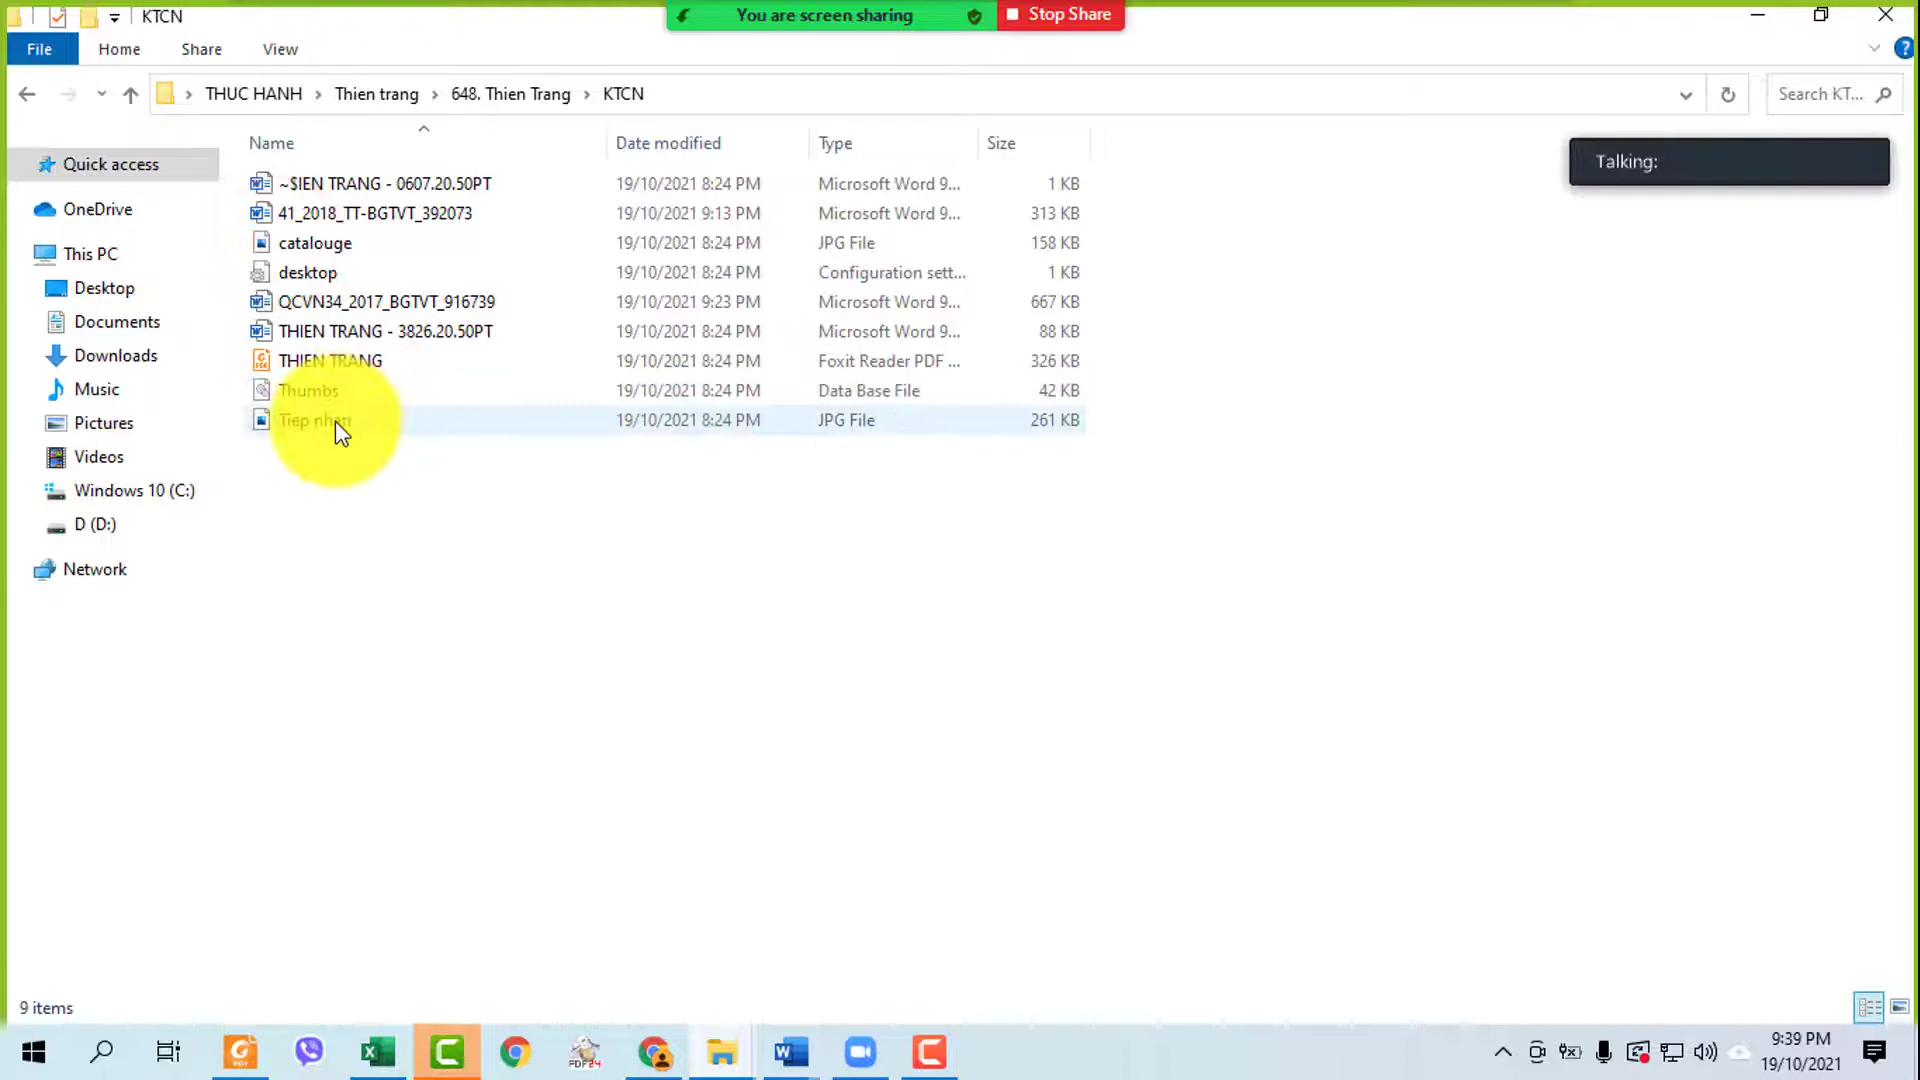 KTCN
You are screen sharing
Stop Share
File
Home
Share
View
THUC HANH
Thien trang
648. Thien Trang
KTCN
Search KT...
Name
Date modified
Type
Size
Talking:
Quick access
OneDrive
This PC
Desktop
Documents
Downloads
Music
Pictures
Videos
Windows 10 (C:)
D (D:)
Network
~$IEN TRANG - 0607.20.50PT 19/10/2021 8:24 PM Microsoft Word 9... 1 KB
41_2018_TT-BGTVT_392073 19/10/2021 9:13 PM Microsoft Word 9... 313 KB
catalouge 19/10/2021 8:24 PM JPG File 158 KB
desktop 19/10/2021 8:24 PM Configuration sett... 1 KB
QCVN34_2017_BGTVT_916739 19/10/2021 9:23 PM Microsoft Word 9... 667 KB
THIEN TRANG - 3826.20.50PT 19/10/2021 8:24 PM Microsoft Word 9... 88 KB
THIEN TRANG 19/10/2021 8:24 PM Foxit Reader PDF ... 326 KB
Thumbs 19/10/2021 8:24 PM Data Base File 42 KB
Tiep nhan 19/10/2021 8:24 PM JPG File 261 KB
9 items
PDF24
9:39 PM
19/10/2021